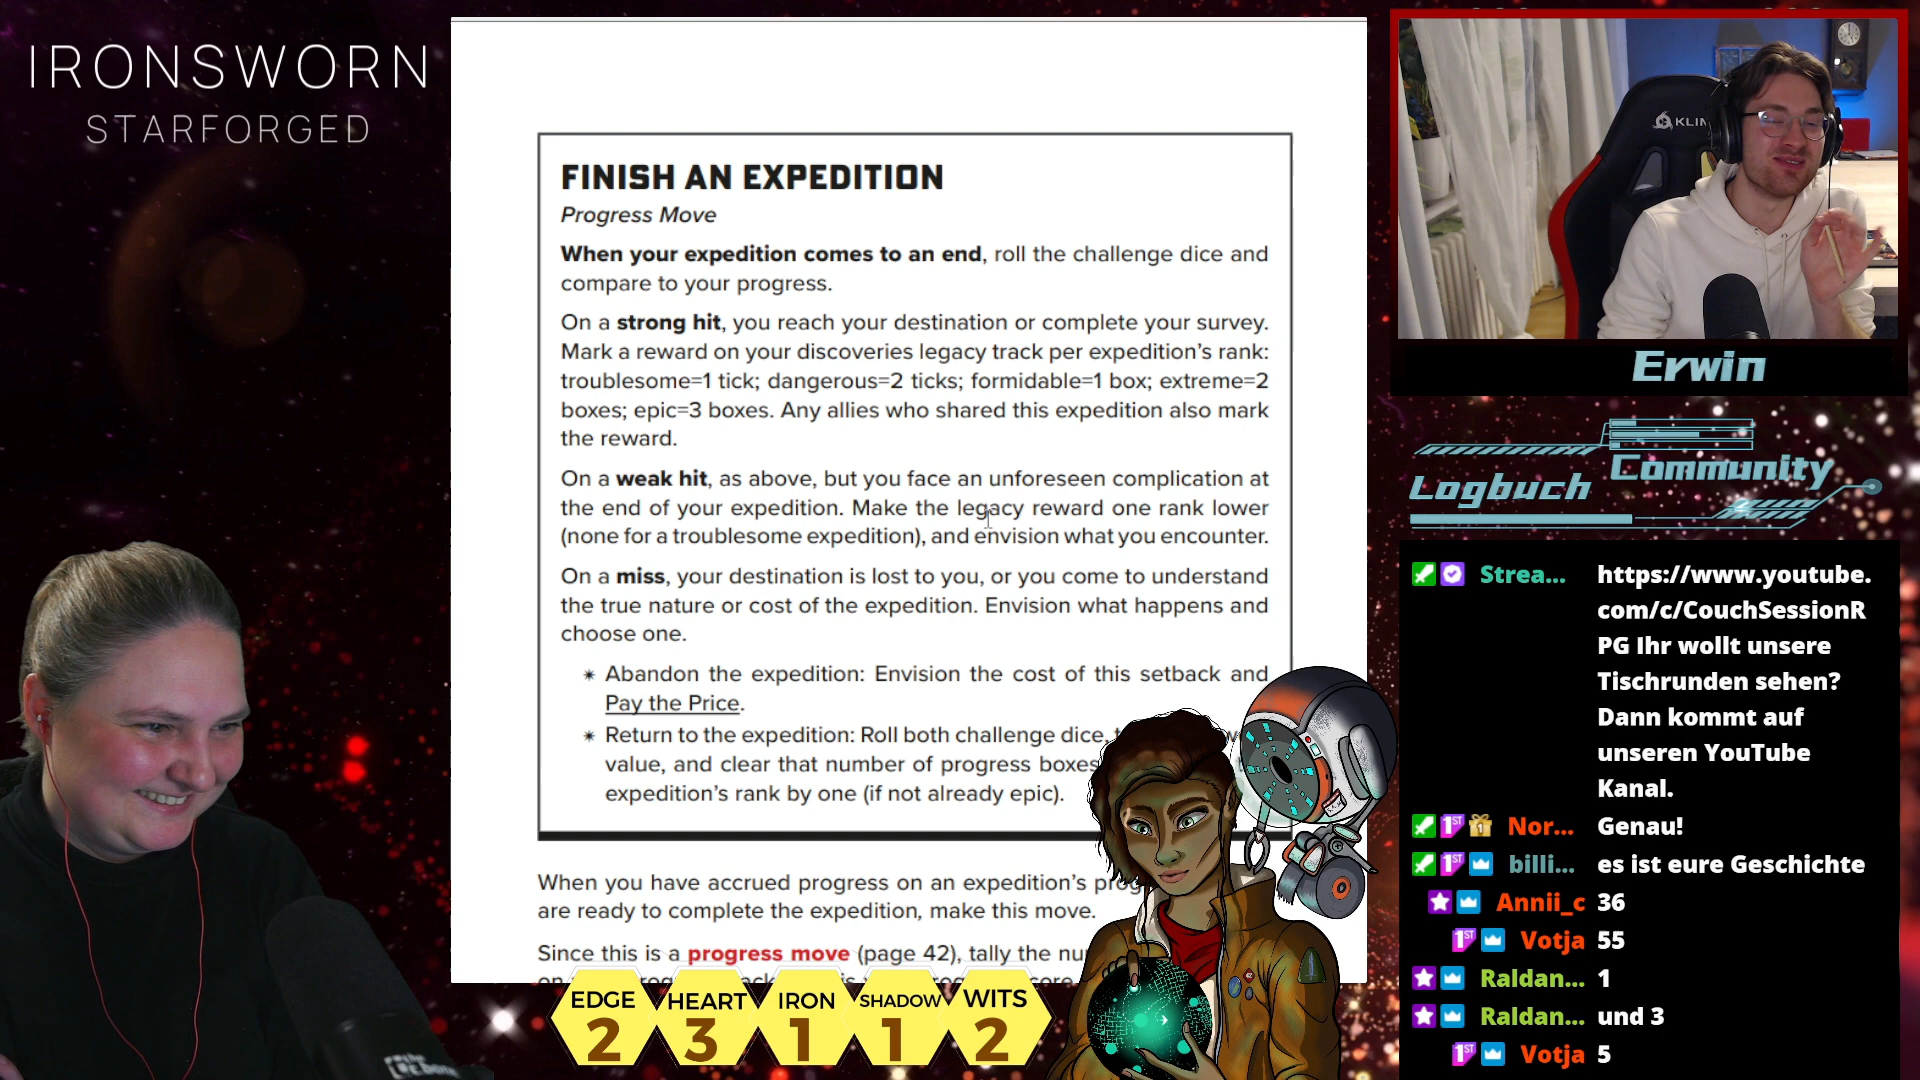 IRONSWORN
STARFORGED
FINISH AN EXPEDITION
Progress Move
When your expedition comes to an end, roll the challenge dice and
compare to your progress.
On a strong hit, you reach your destination or complete your survey.
Mark a reward on your discoveries legacy track per expedition's rank:
troublesome=1 tick; dangerous=2 ticks; formidable=1 box; extreme=2
boxes; epic=3 boxes. Any allies who shared this expedition also mark
the reward.
On a weak hit, as above, but you face an unforeseen complication at
the end of your expedition. Make the legacy reward one rank lower
(none for a troublesome expedition), and envision what you encounter.
On a miss, your destination is lost to you, or you come to understand
the true nature or cost of the expedition. Envision what happens and
choose one.
✴ Abandon the expedition: Envision the cost of this setback and
Pay the Price.
✴ Return to the expedition: Roll both challenge dice,
value, and clear that number of progress boxes
expedition's rank by one (if not already epic).
When you have accrued progress on an expedition's
are ready to complete the expedition, make this move.
Since this is a progress move (page 42), tally the
EDGE
2
HEART
3
IRON
1
SHADOW
1
WITS
2
KLIM
Erwin
Logbuch
Community
Strea... https://www.youtube.
com/c/CouchSessionR
PG Ihr wollt unsere
Tischrunden sehen?
Dann kommt auf
unseren YouTube
Kanal.
1ST 1 Nor... Genau!
1ST billi... es ist eure Geschichte
Annii_c 36
1ST Votja 55
Raldan... 1
Raldan... und 3
1ST Votja 5